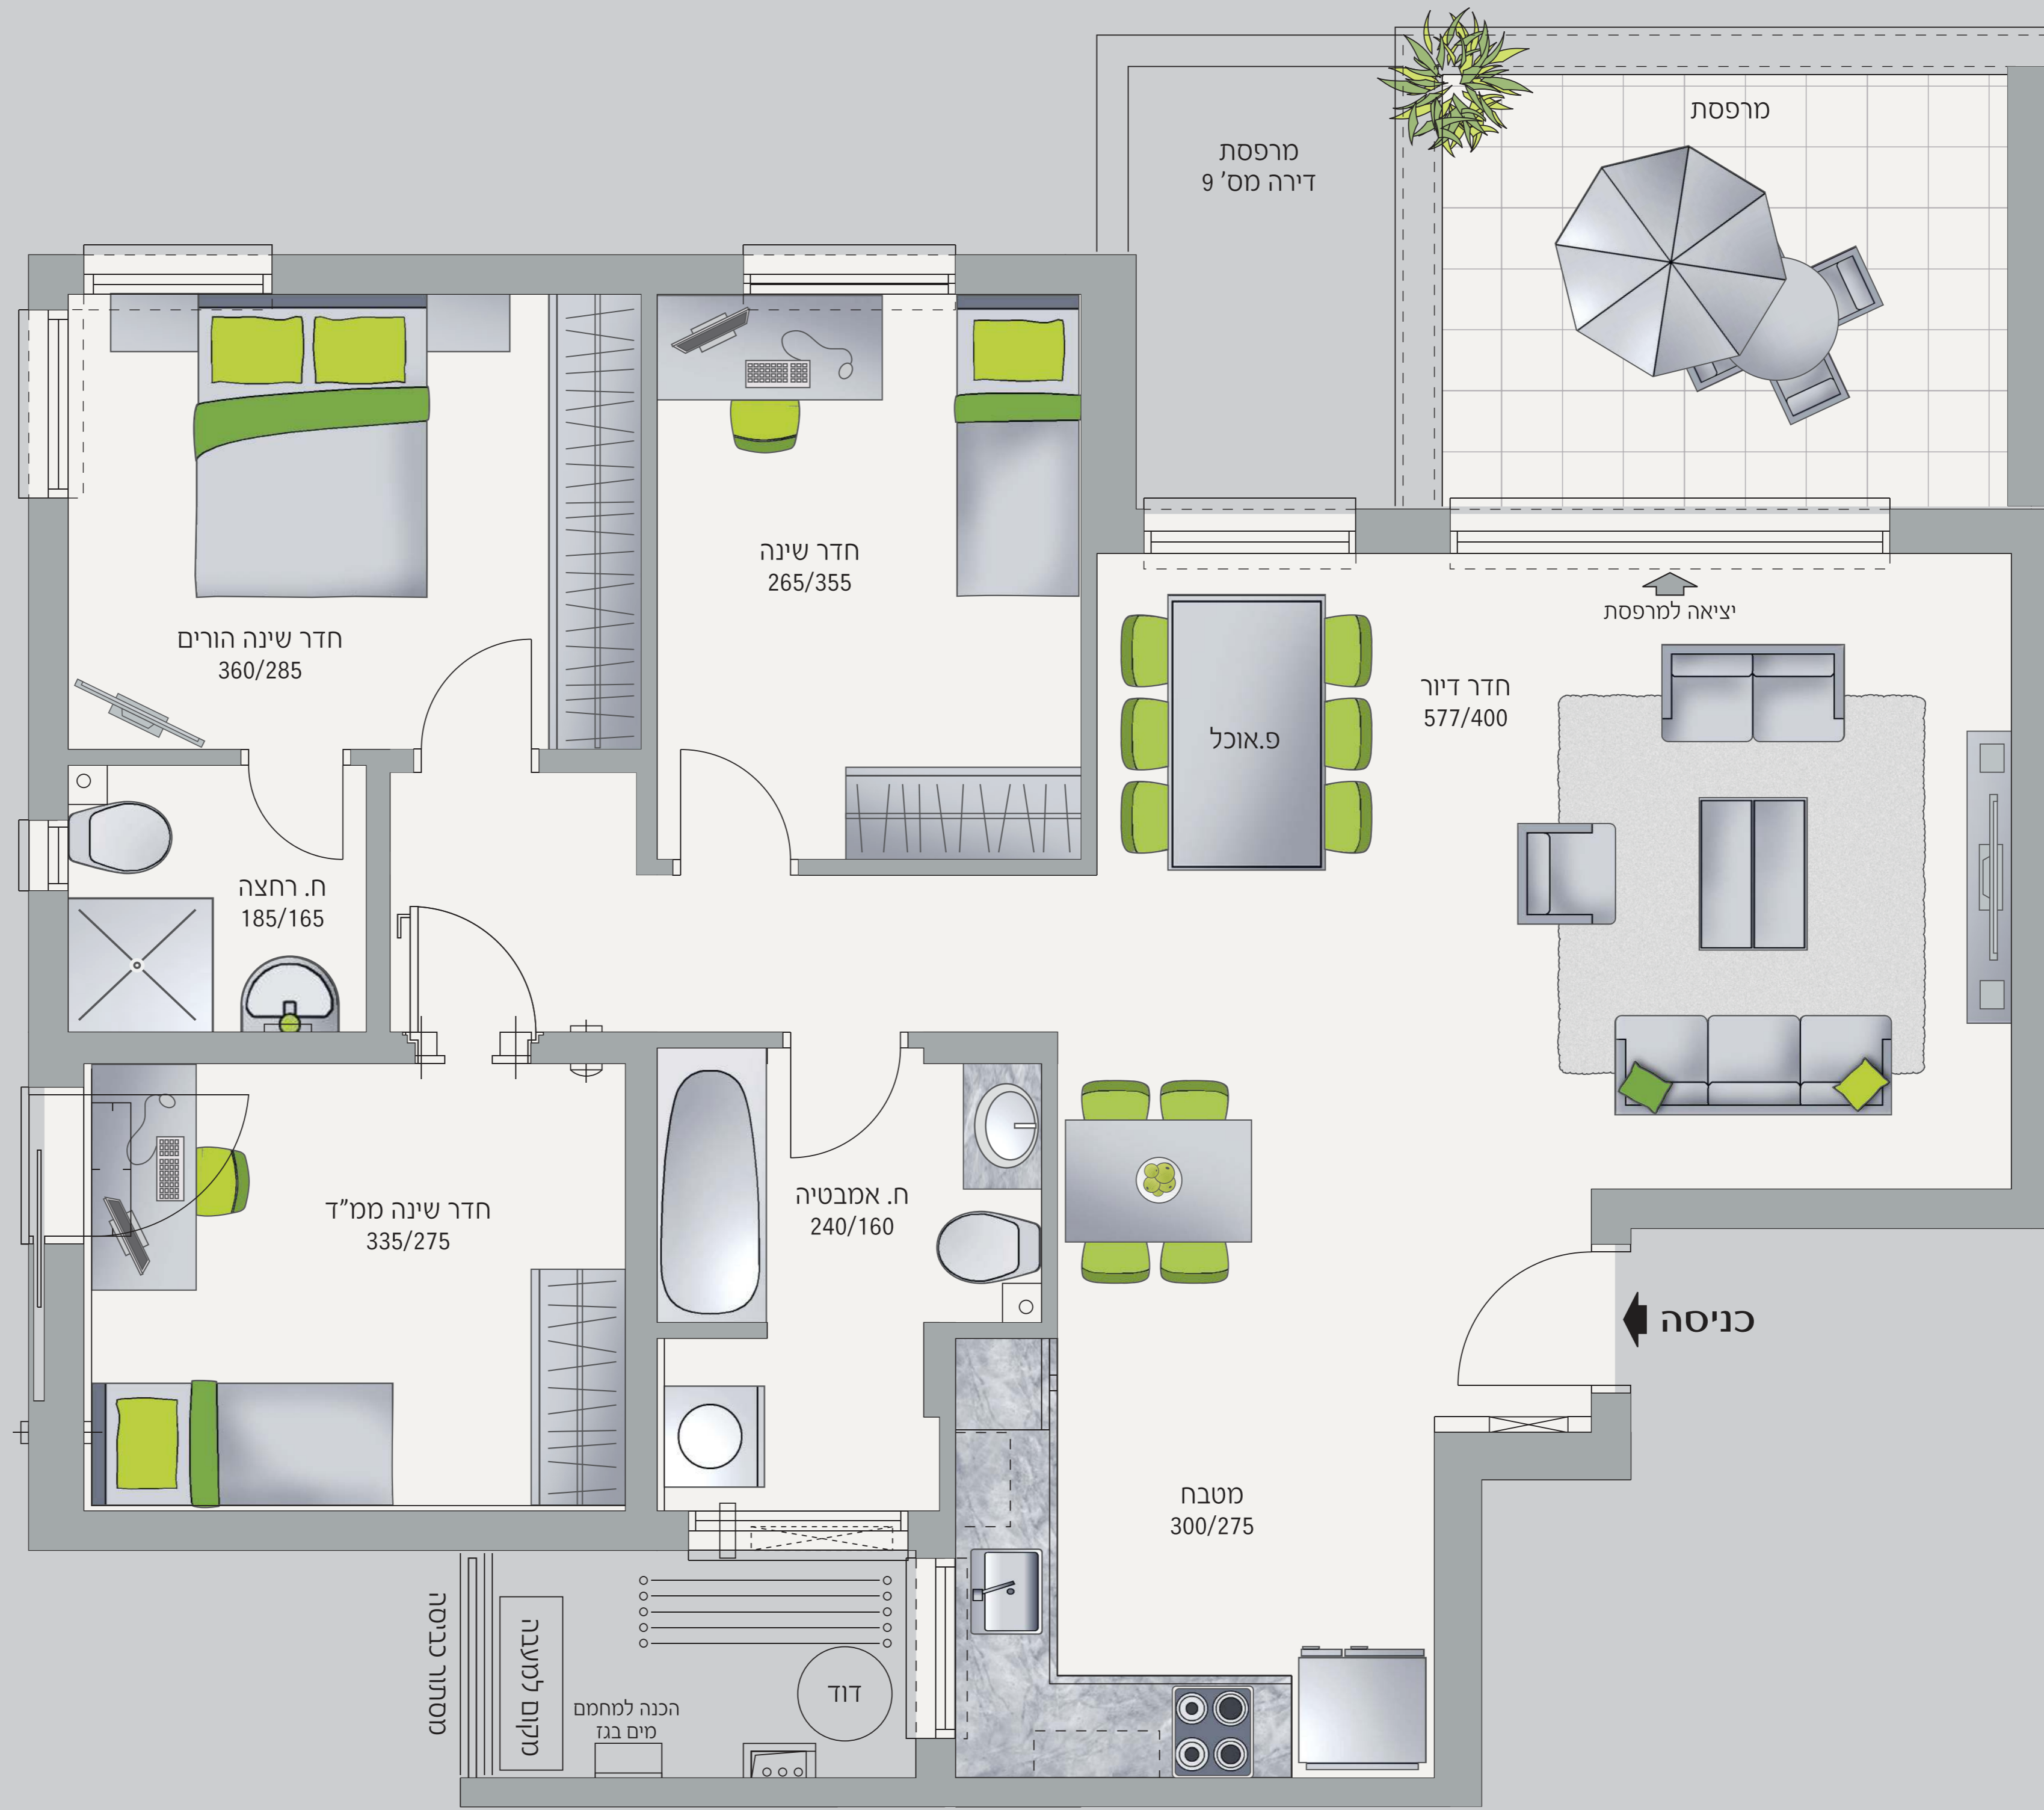 מרפסת
מרפסת
דירה מס' 9
חדר שינה
265/355
יציאה למרפסת
חדר שינה הורים
360/285
חדר דיור
577/400
פ.אוכל
ח. רחצה
185/165
חדר שינה ממ"ד
335/275
ח. אמבטיה
240/160
כניסה
מטבח
300/275
מסתור כביסה
מקום למעבה
הכנה למחמם
מים בגז
דוד